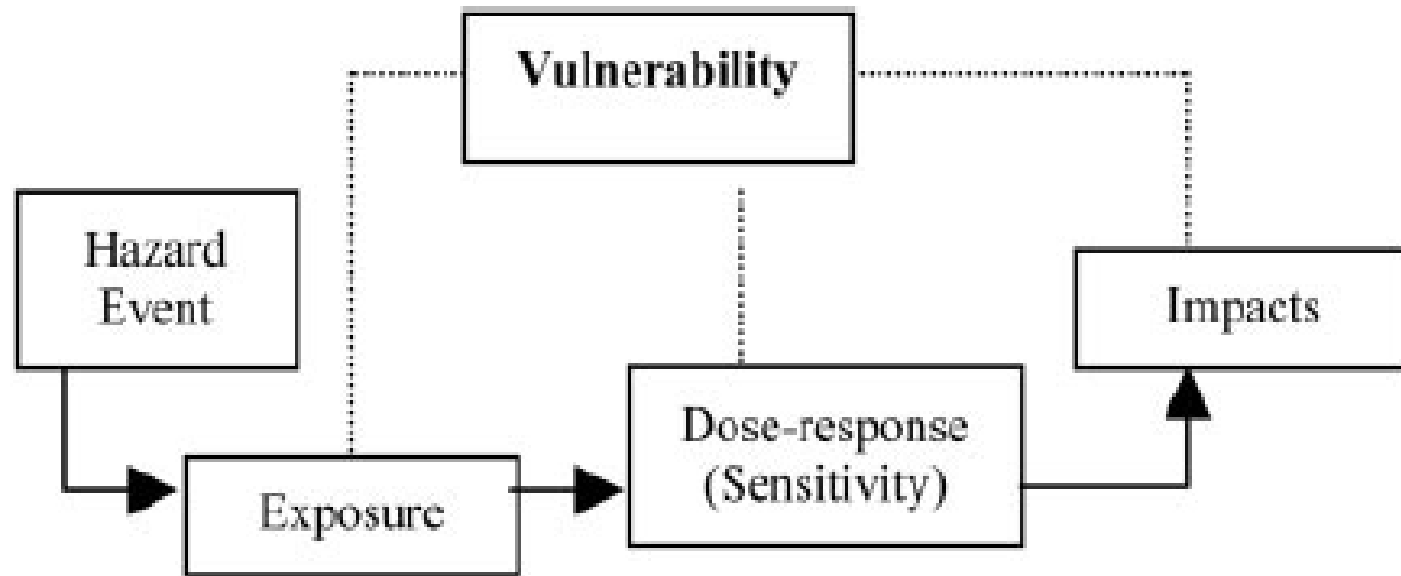 Vulnerability
Hazard
Event
Impacts
Dose-response
(Sensitivity)
Exposure